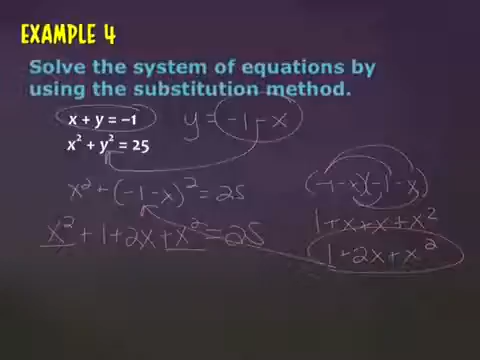 EXAMPLE 4
Solve the system of equations by
using the substitution method.
x + y = –1
y = -1-x
x² + y² = 25
x² + (-1-x)² = 25
(-1-x)(-1-x)
1+x+x+x²
x² + 1+2x+x² = 25
1+2x+x²